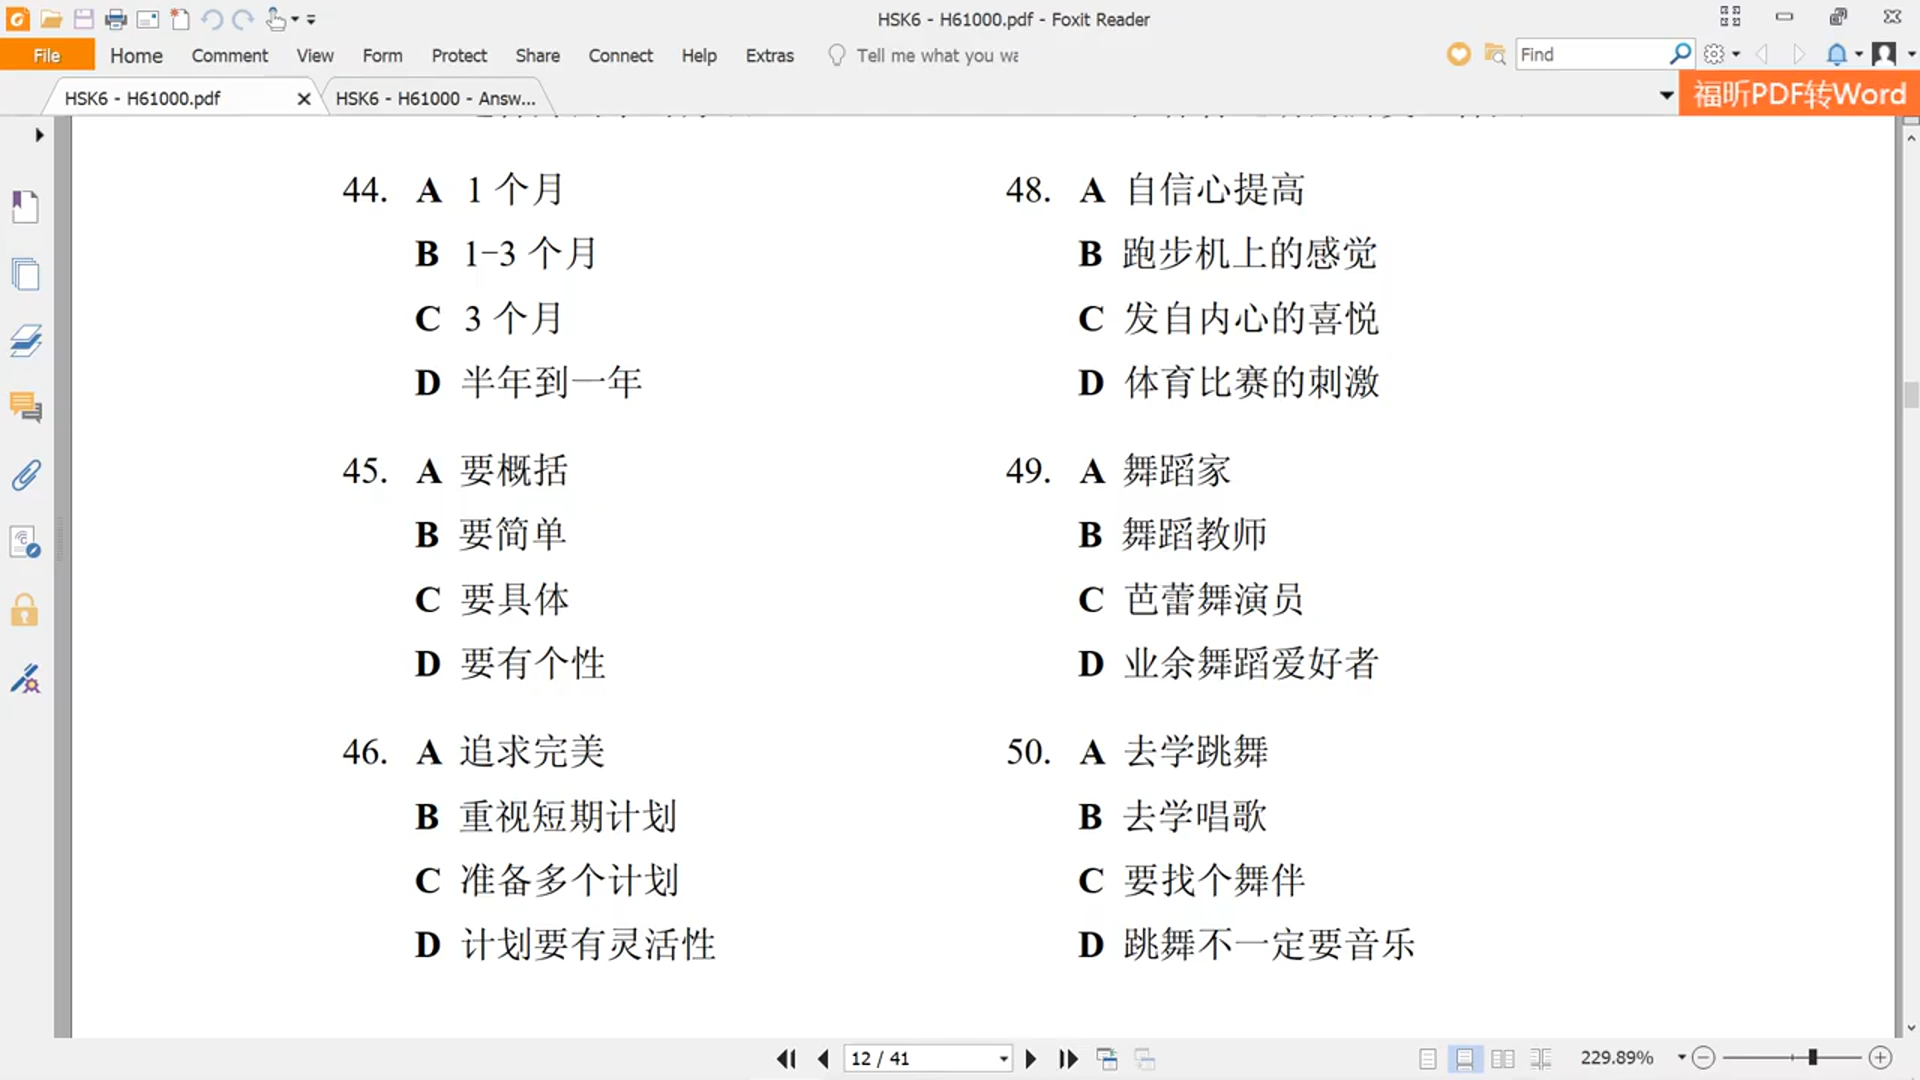 HSK6 - H61000.pdf - Foxit Reader
File Home Comment View Form Protect Share Connect Help Extras Tell me what you wa Find
HSK6 - H61000.pdf HSK6 - H61000 - Answ... 福昕PDF转Word
44. A 1 个月
B 1-3 个月
C 3 个月
D 半年到一年
45. A 要概括
B 要简单
C 要具体
D 要有个性
46. A 追求完美
B 重视短期计划
C 准备多个计划
D 计划要有灵活性
48. A 自信心提高
B 跑步机上的感觉
C 发自内心的喜悦
D 体育比赛的刺激
49. A 舞蹈家
B 舞蹈教师
C 芭蕾舞演员
D 业余舞蹈爱好者
50. A 去学跳舞
B 去学唱歌
C 要找个舞伴
D 跳舞不一定要音乐
12 / 41 229.89%